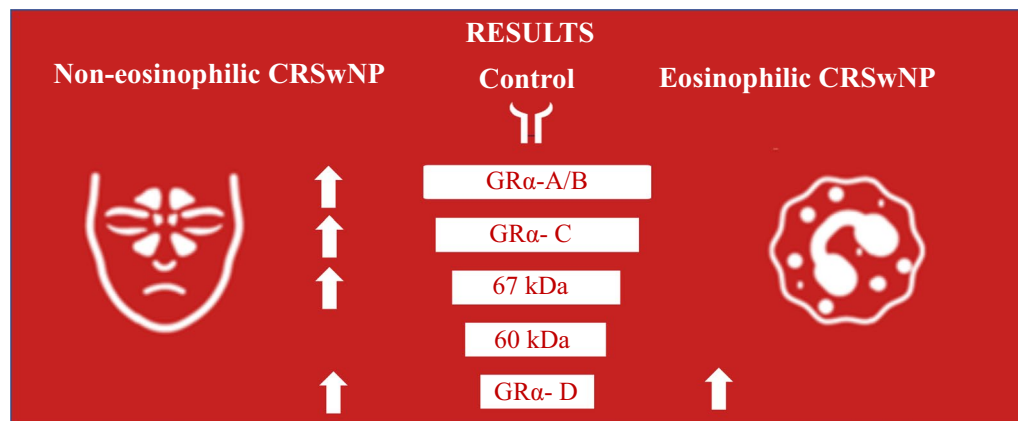 RESULTS
Non-eosinophilic CRSwNP
Control
Eosinophilic CRSwNP
GRα-A/B
GRα- C
67 kDa
60 kDa
GRα- D